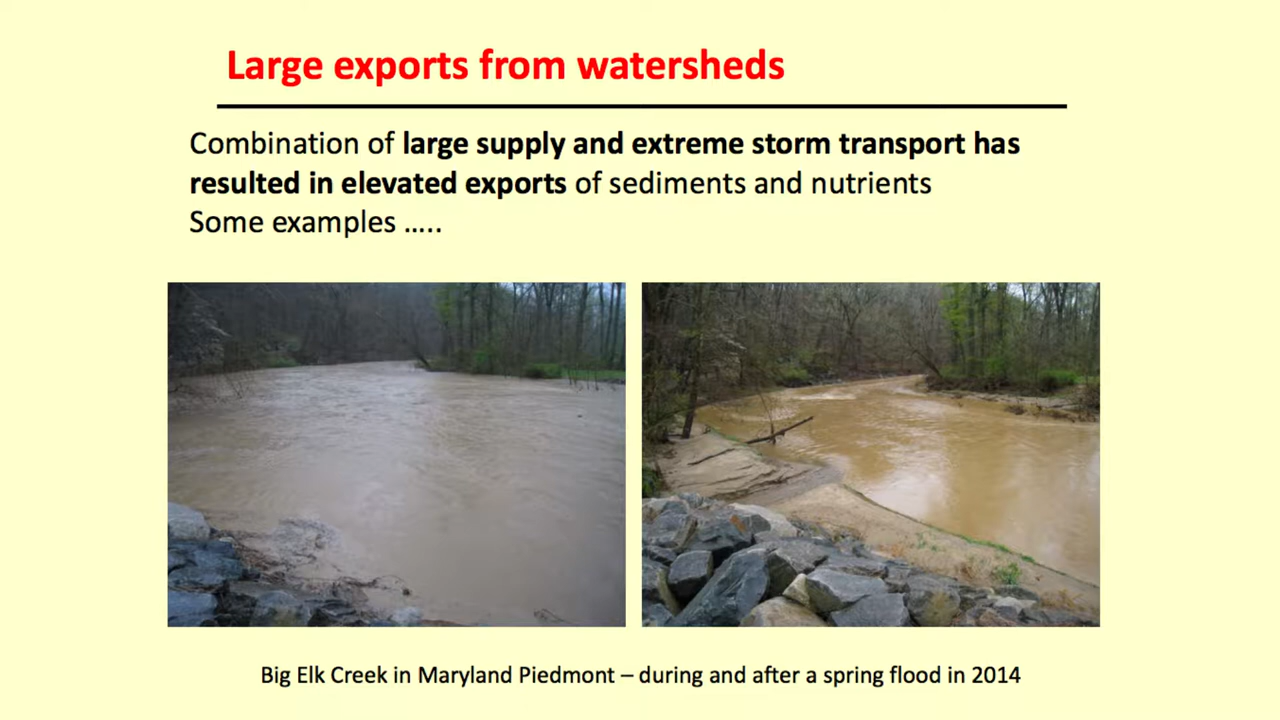 Large exports from watersheds
Combination of large supply and extreme storm transport has
resulted in elevated exports of sediments and nutrients
Some examples …..
Big Elk Creek in Maryland Piedmont – during and after a spring flood in 2014